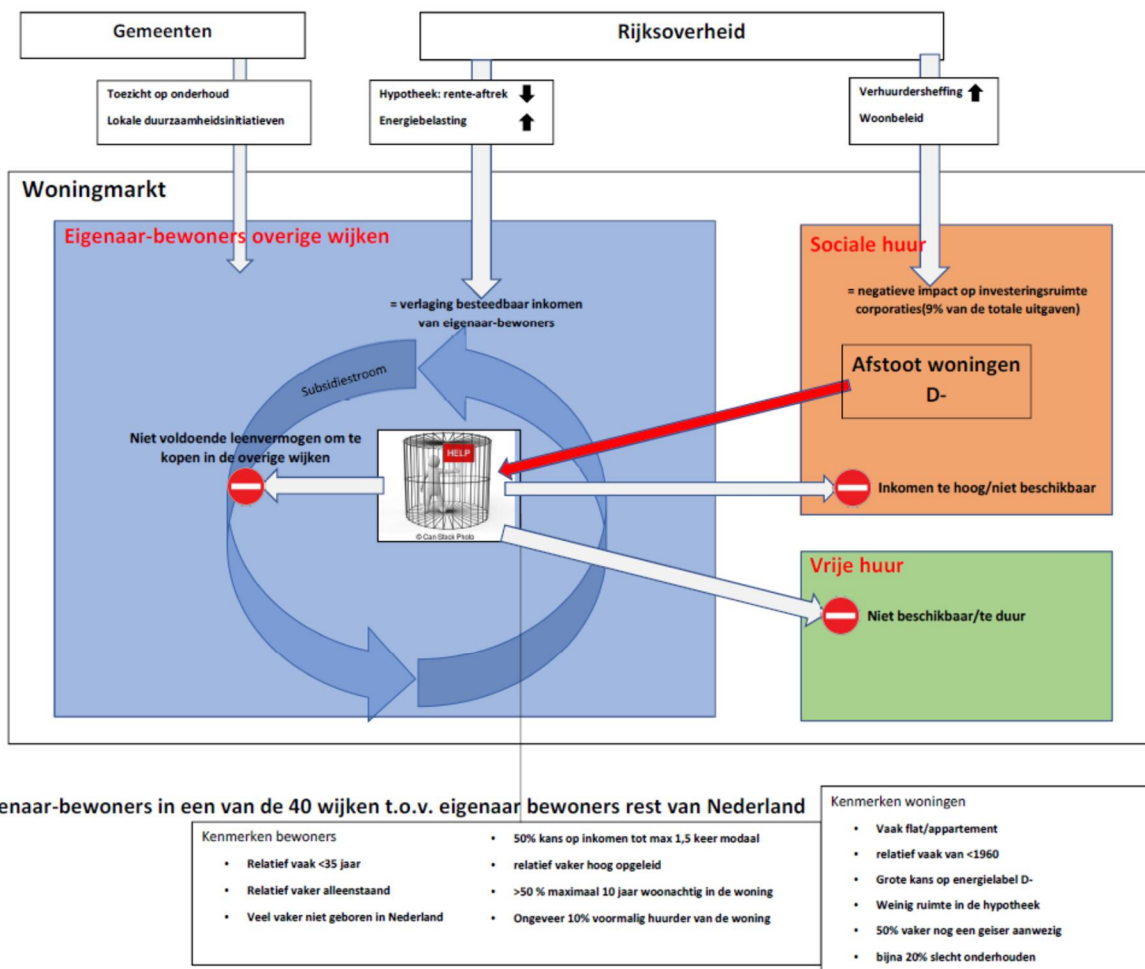 Gemeenten
Rijksoverheid
Toezicht op onderhoud
Lokale duurzaamheidsinitiatieven
Hypotheek: rente-aftrek
Energiebelasting
Verhuurdersheffing
Woonbeleid
Woningmarkt
Eigenaar-bewoners overige wijken
= verlaging besteedbaar inkomen
van eigenaar-bewoners
Subsidiestroom
Niet voldoende leenvermogen om te
kopen in de overige wijken
HELP
© Can Stock Photo
Sociale huur
= negatieve impact op investeringsruimte
corporaties(9% van de totale uitgaven)
Afstoot woningen
D-
Inkomen te hoog/niet beschikbaar
Vrije huur
Niet beschikbaar/te duur
enaar-bewoners in een van de 40 wijken t.o.v. eigenaar bewoners rest van Nederland
Kenmerken bewoners
• Relatief vaak <35 jaar
• Relatief vaker alleenstaand
• Veel vaker niet geboren in Nederland
• 50% kans op inkomen tot max 1,5 keer modaal
• relatief vaker hoog opgeleid
• >50 % maximaal 10 jaar woonachtig in de woning
• Ongeveer 10% voormalig huurder van de woning
Kenmerken woningen
• Vaak flat/appartement
• relatief vaak van <1960
• Grote kans op energielabel D-
• Weinig ruimte in de hypotheek
• 50% vaker nog een geiser aanwezig
• bijna 20% slecht onderhouden